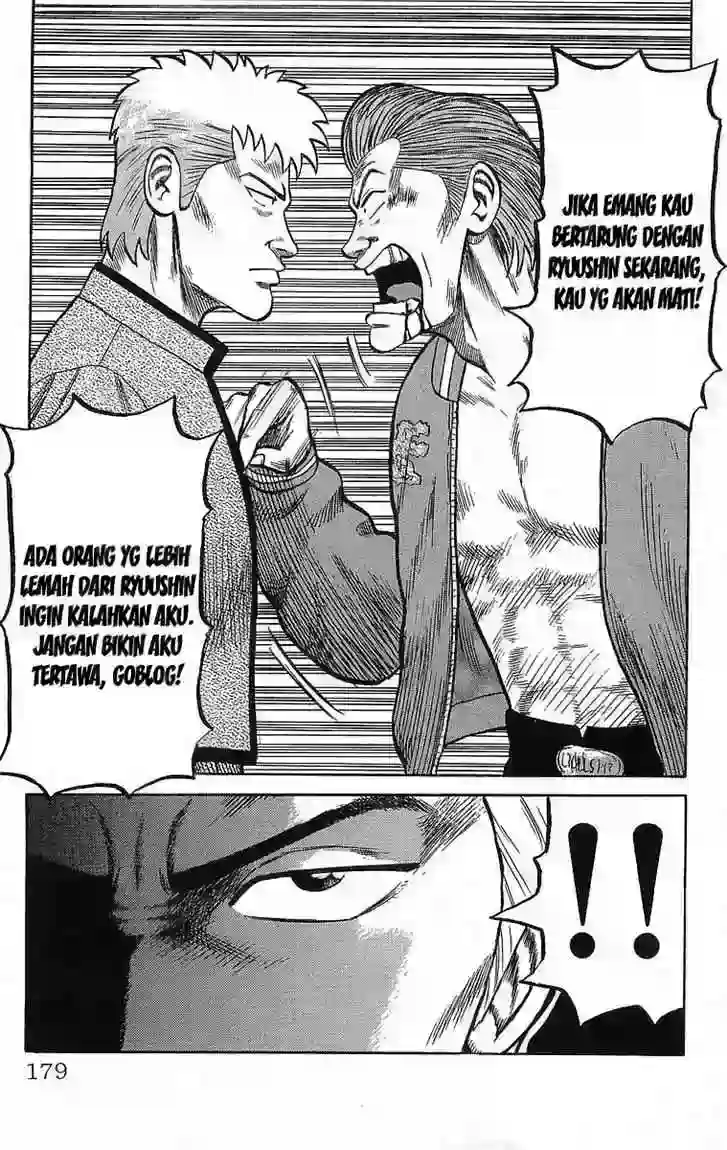 JIKA EMANG KAU
BERTARUNG DENGAN
RYUUSHIN SEKARANG,
KAU YG AKAN MATI!
ADA ORANG YG LEBIH
LEMAH DARI RYUUSHIN
INGIN KALAHKAN AKU.
JANGAN BIKIN AKU
TERTAWA, GOBLOG!
!!
179